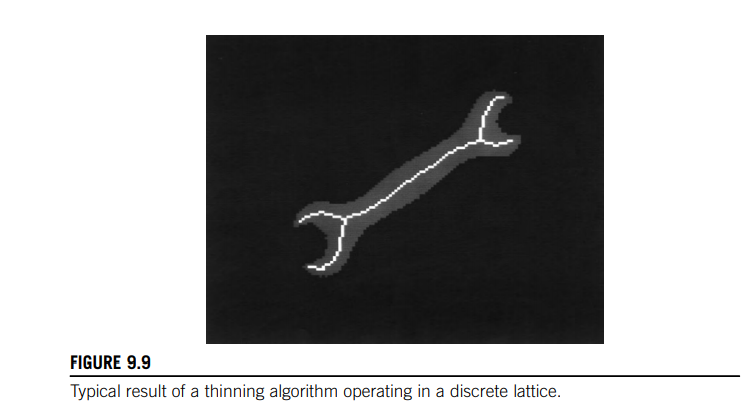 FIGURE 9.9
Typical result of a thinning algorithm operating in a discrete lattice.